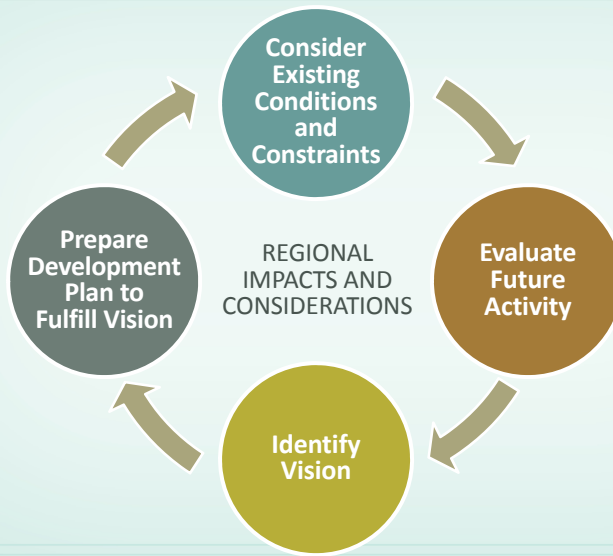 Consider
Existing
Conditions
and
Constraints
Evaluate
Future
Activity
Identify
Vision
Prepare
Development
Plan to
Fulfill Vision
REGIONAL
IMPACTS AND
CONSIDERATIONS